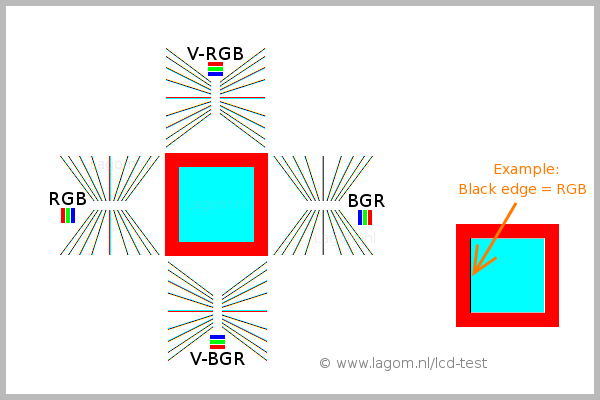 V-RGB
RGB
BGR
V-BGR
Example:
Black edge = RGB
© www.lagom.nl/lcd-test